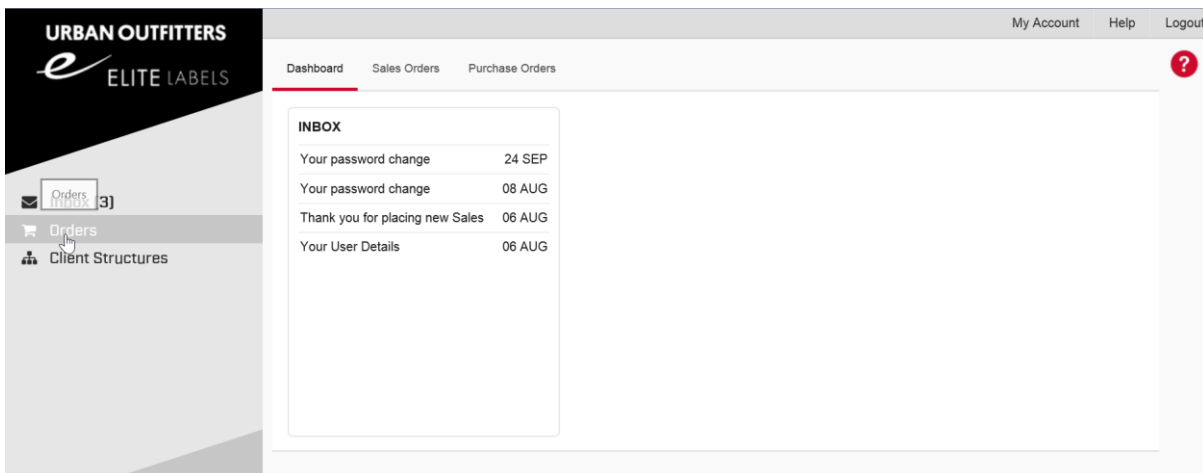 My Account Help Logout
URBAN OUTFITTERS
e ELITE LABELS
Dashboard Sales Orders Purchase Orders
?
INBOX
Your password change 24 SEP
Your password change 08 AUG
Thank you for placing new Sales 06 AUG
Your User Details 06 AUG
Orders
Inbox (3)
Orders
Client Structures